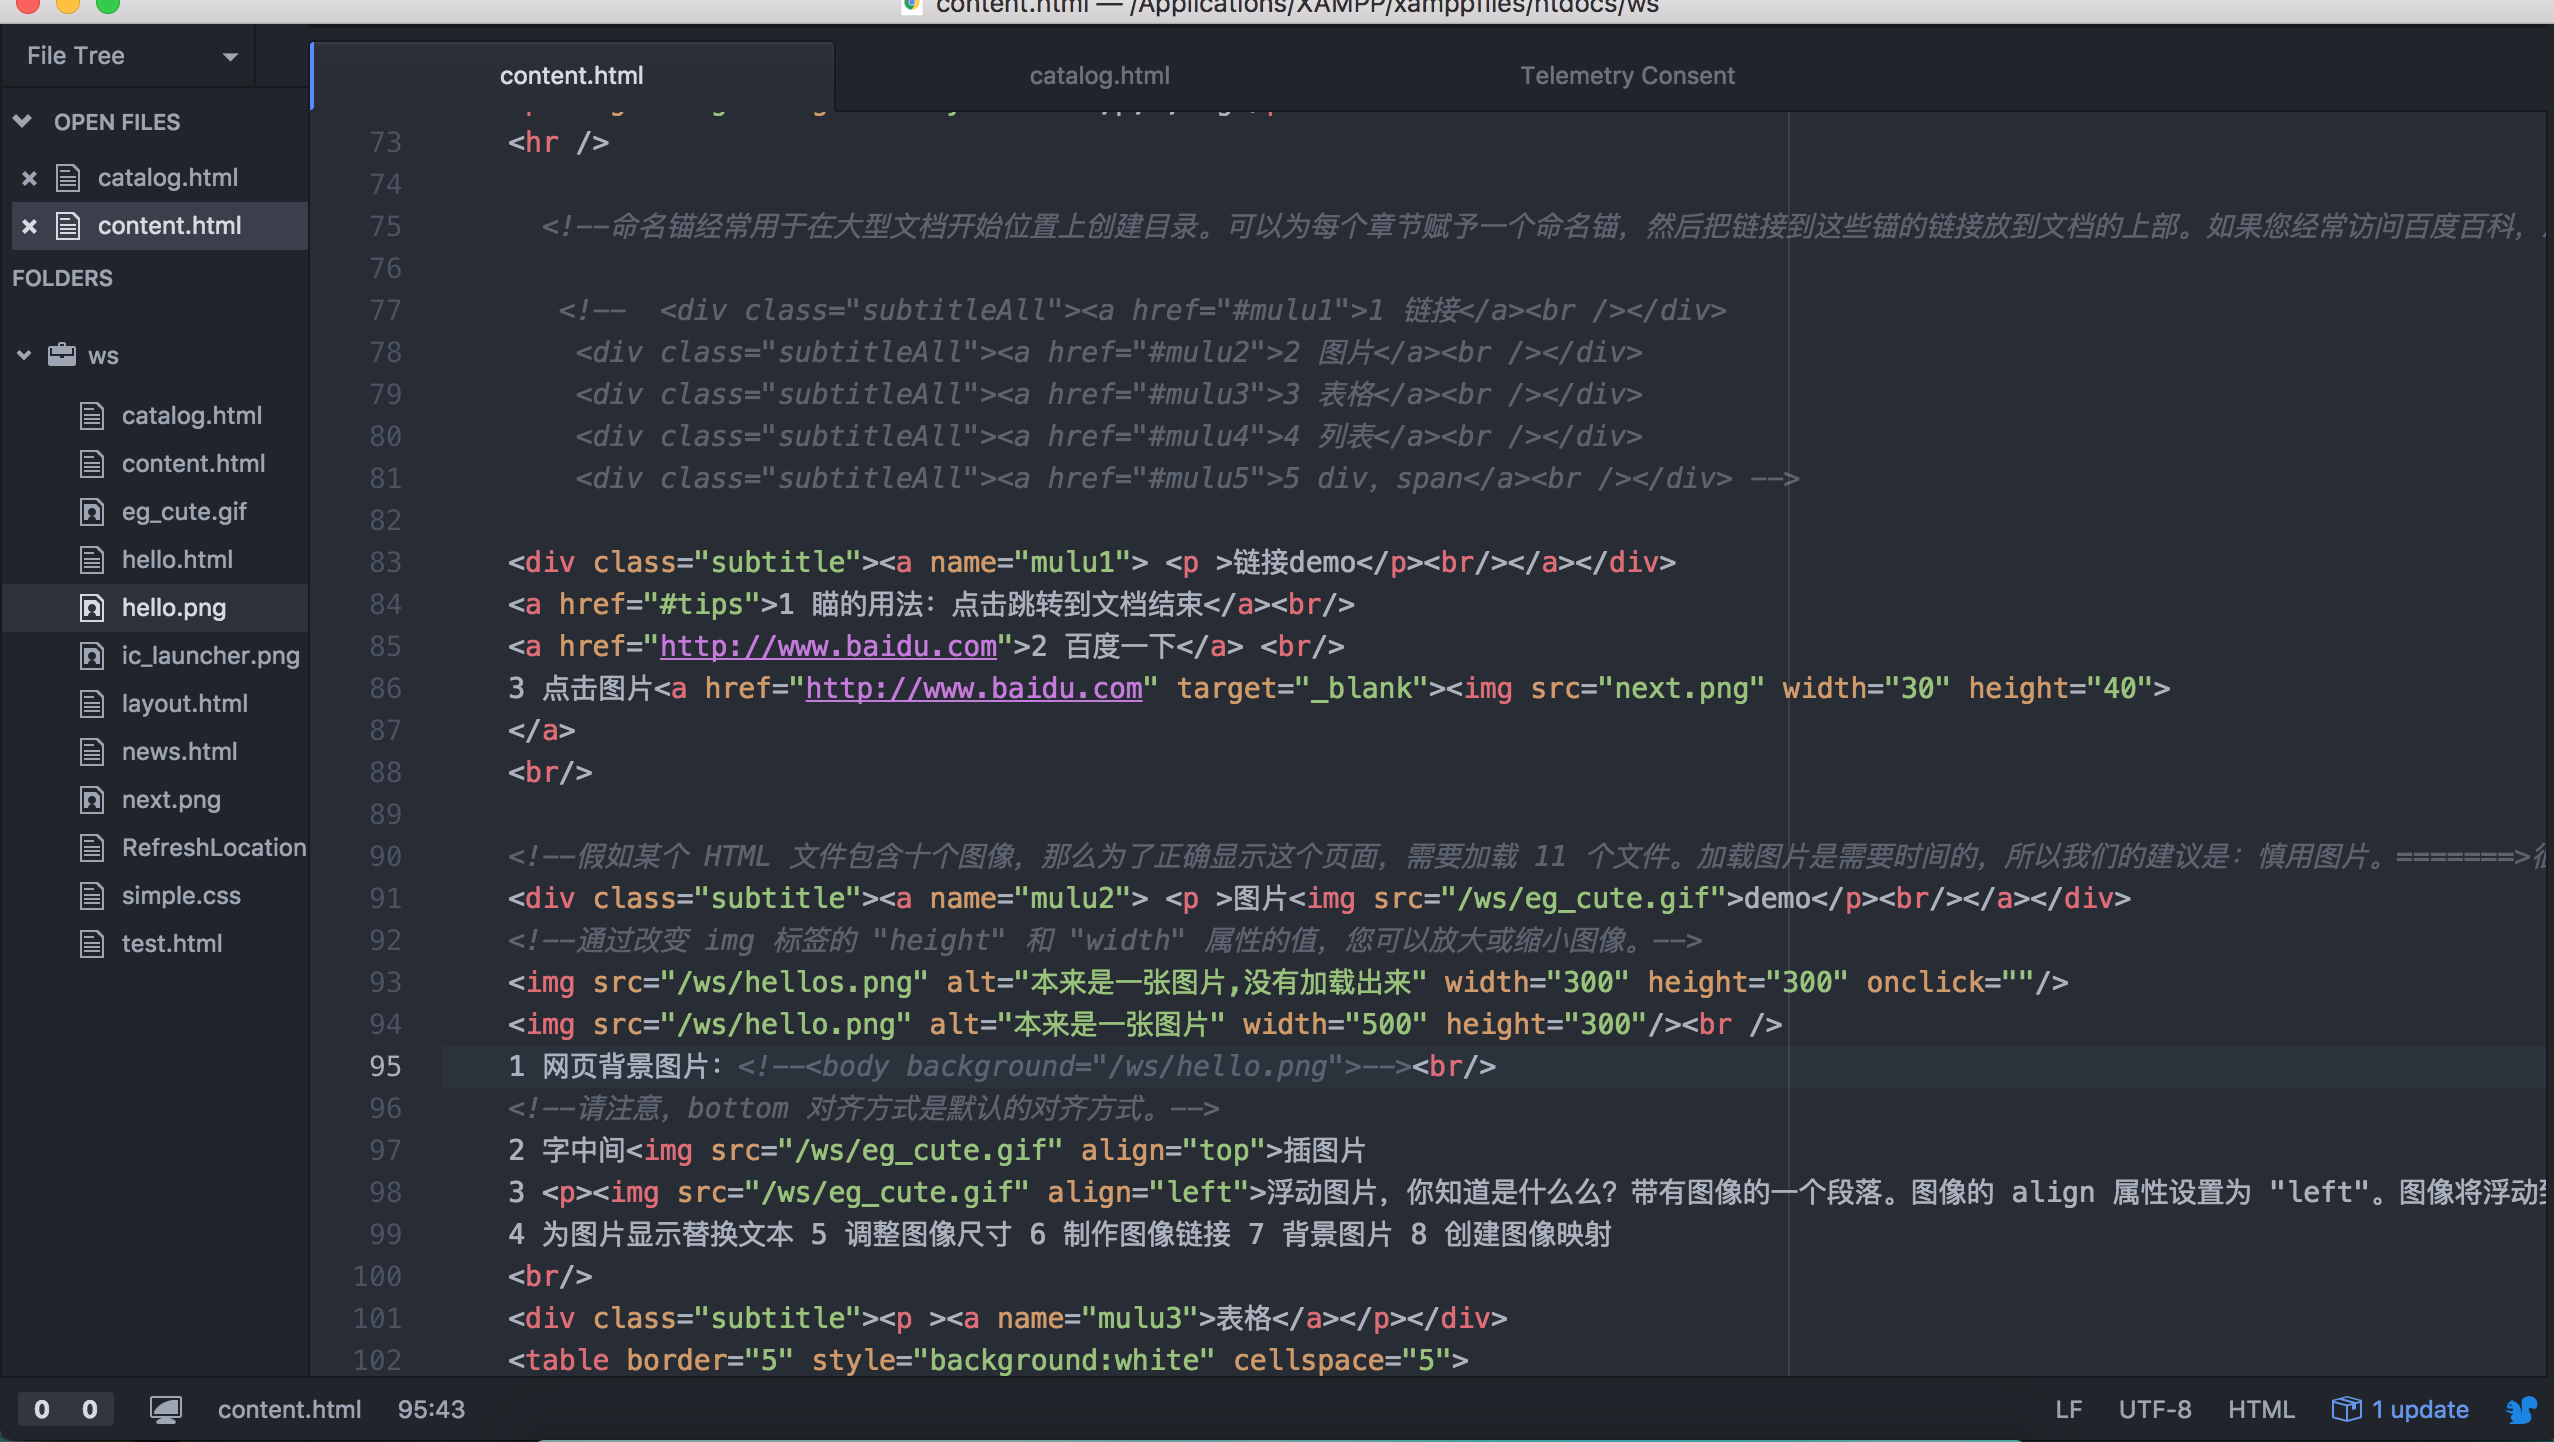 content.html — /Applications/XAMPP/xamppfiles/htdocs/ws
File Tree
content.html
catalog.html
Telemetry Consent
OPEN FILES
catalog.html
content.html
FOLDERS
ws
catalog.html
content.html
eg_cute.gif
hello.html
hello.png
ic_launcher.png
layout.html
news.html
next.png
RefreshLocation
simple.css
test.html
73 <hr />
74
75 <!--命名锚经常用于在大型文档开始位置上创建目录。可以为每个章节赋予一个命名锚，然后把链接到这些锚的链接放到文档的上部。如果您经常访问百度百科，
76
77 <!--  <div class="subtitleAll"><a href="#mulu1">1 链接</a><br /></div>
78 <div class="subtitleAll"><a href="#mulu2">2 图片</a><br /></div>
79 <div class="subtitleAll"><a href="#mulu3">3 表格</a><br /></div>
80 <div class="subtitleAll"><a href="#mulu4">4 列表</a><br /></div>
81 <div class="subtitleAll"><a href="#mulu5">5 div，span</a><br /></div> -->
82
83 <div class="subtitle"><a name="mulu1"> <p >链接demo</p><br/></a></div>
84 <a href="#tips">1 瞄的用法：点击跳转到文档结束</a><br/>
85 <a href="http://www.baidu.com">2 百度一下</a> <br/>
86 3 点击图片<a href="http://www.baidu.com" target="_blank"><img src="next.png" width="30" height="40">
87 </a>
88 <br/>
89
90 <!--假如某个 HTML 文件包含十个图像，那么为了正确显示这个页面，需要加载 11 个文件。加载图片是需要时间的，所以我们的建议是：慎用图片。=======>
91 <div class="subtitle"><a name="mulu2"> <p >图片<img src="/ws/eg_cute.gif">demo</p><br/></a></div>
92 <!--通过改变 img 标签的 "height" 和 "width" 属性的值，您可以放大或缩小图像。-->
93 <img src="/ws/hellos.png" alt="本来是一张图片,没有加载出来" width="300" height="300" onclick=""/>
94 <img src="/ws/hello.png" alt="本来是一张图片" width="500" height="300"/><br />
95 1 网页背景图片：<!--<body background="/ws/hello.png">--><br/>
96 <!--请注意，bottom 对齐方式是默认的对齐方式。-->
97 2 字中间<img src="/ws/eg_cute.gif" align="top">插图片
98 3 <p><img src="/ws/eg_cute.gif" align="left">浮动图片，你知道是什么么？带有图像的一个段落。图像的 align 属性设置为 "left"。图像将浮动到
99 4 为图片显示替换文本 5 调整图像尺寸 6 制作图像链接 7 背景图片 8 创建图像映射
100 <br/>
101 <div class="subtitle"><p ><a name="mulu3">表格</a></p></div>
102 <table border="5" style="background:white" cellspace="5">
0 0 content.html 95:43 LF UTF-8 HTML 1 update